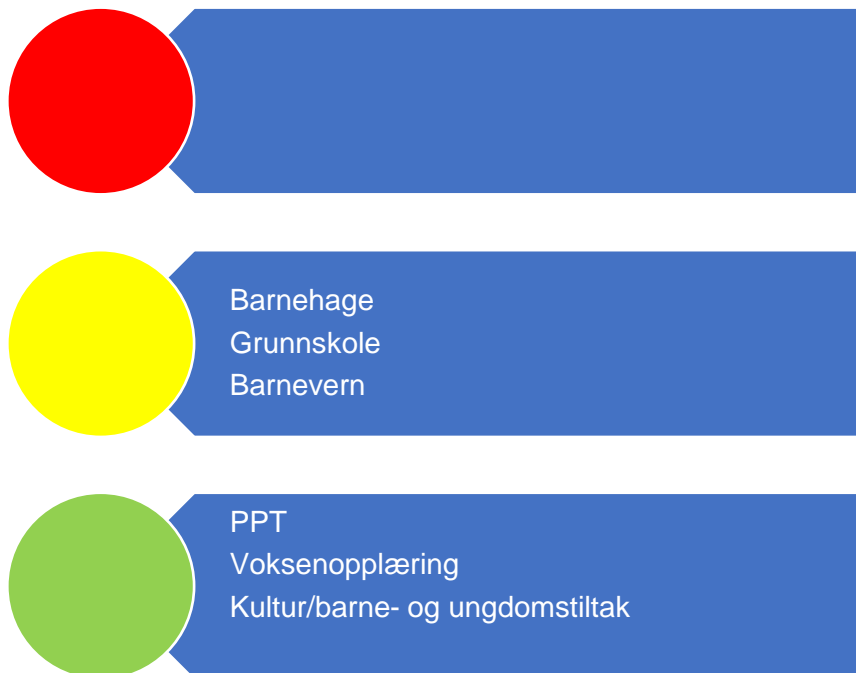 Barnehage
Grunnskole
Barnevern
PPT
Voksenopplæring
Kultur/barne- og ungdomstiltak